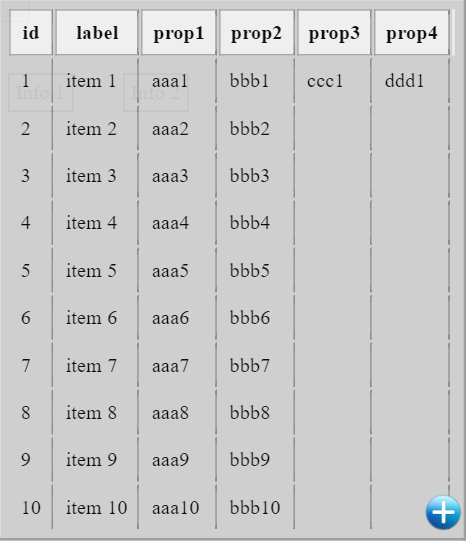 id label prop1 prop2 prop3 prop4
1 item 1 aaa1 bbb1 ccc1 ddd1
Info 1 Info 2
2 item 2 aaa2 bbb2
3 item 3 aaa3 bbb3
4 item 4 aaa4 bbb4
5 item 5 aaa5 bbb5
6 item 6 aaa6 bbb6
7 item 7 aaa7 bbb7
8 item 8 aaa8 bbb8
9 item 9 aaa9 bbb9
10 item 10 aaa10 bbb10